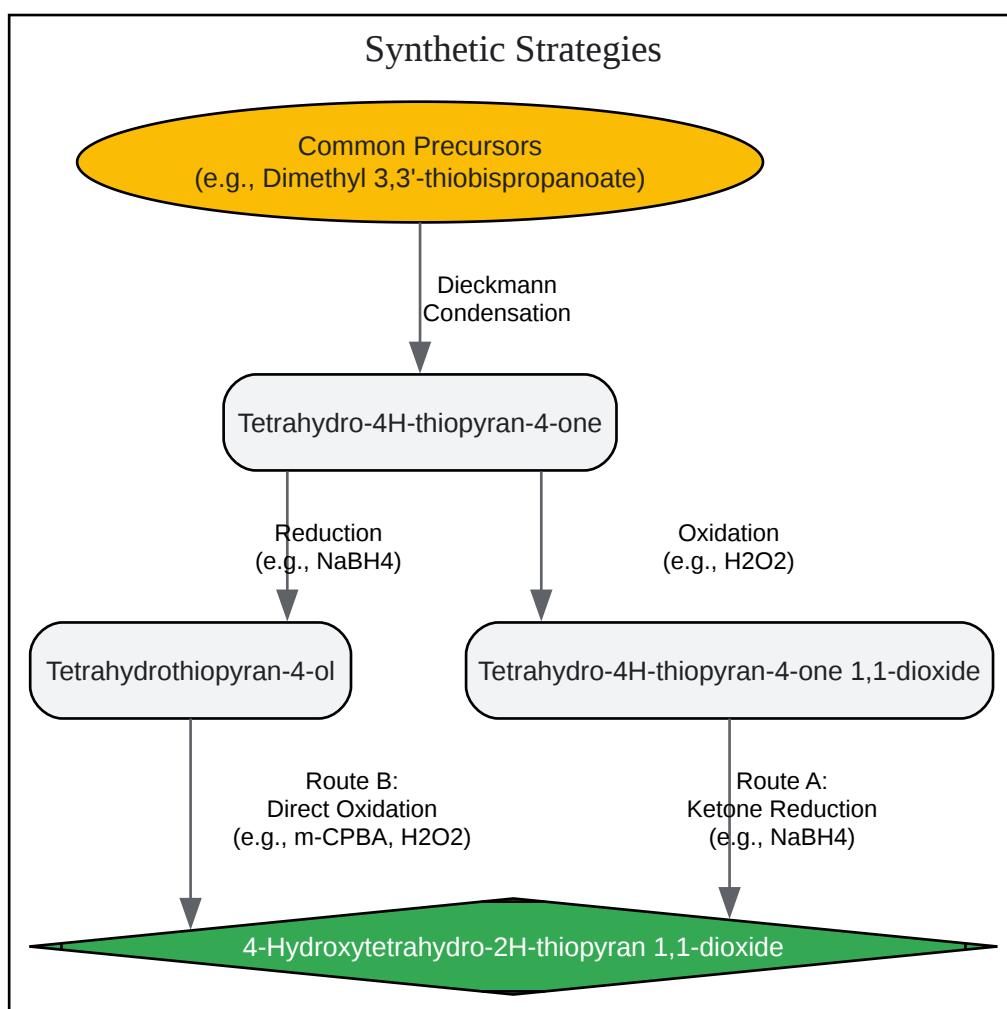 Synthetic Strategies
Common Precursors
(e.g., Dimethyl 3,3'-thiobispropanoate)
Dieckmann
Condensation
Tetrahydro-4H-thiopyran-4-one
Reduction
(e.g., NaBH4)
Oxidation
(e.g., H2O2)
Tetrahydrothiopyran-4-ol
Tetrahydro-4H-thiopyran-4-one 1,1-dioxide
Route B:
Direct Oxidation
(e.g., m-CPBA, H2O2)
Route A:
Ketone Reduction
(e.g., NaBH4)
4-Hydroxytetrahydro-2H-thiopyran 1,1-dioxide